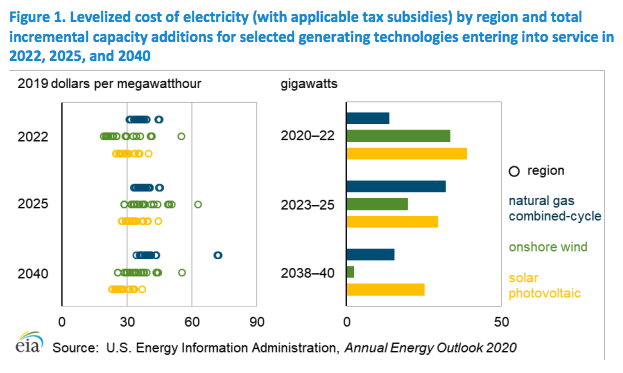 Figure 1. Levelized cost of electricity (with applicable tax subsidies) by region and total
incremental capacity additions for selected generating technologies entering into service in
2022, 2025, and 2040
2019 dollars per megawatthour
gigawatts
2022
2025
2040
0
30
60
90
2020–22
2023–25
2038–40
0
50
region
natural gas
combined-cycle
onshore wind
solar
photovoltaic
eia
Source: U.S. Energy Information Administration, Annual Energy Outlook 2020